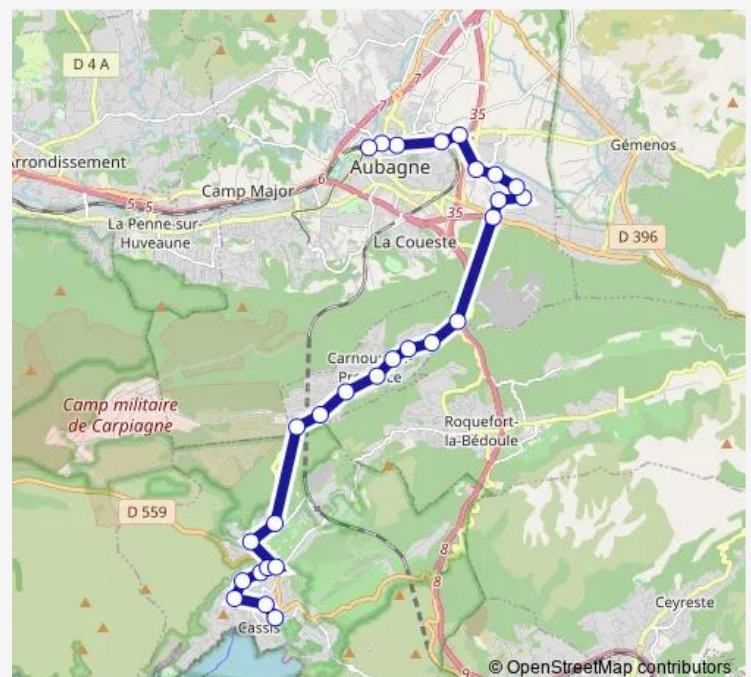 D 4 A
7
7
35
Gémenos
rrondissement
Aubagne
6
Camp Major
5
5
La Penne-sur-
Huveaune
35
La Coueste
D 396
Carnou
Pr
ce
Camp militaire
de Carpiagne
Roquefort-
la-Bédoule
D 559
8
8
Ceyreste
Cassis
9
© OpenStreetMap contributors